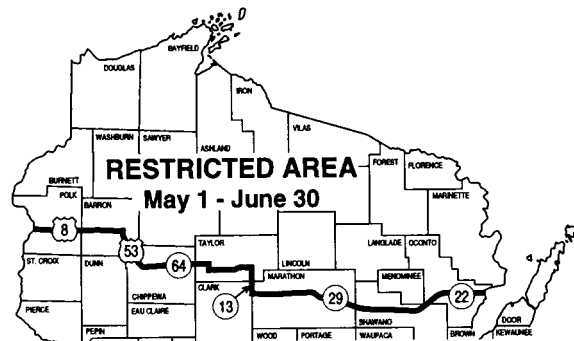 BAYFIELD
DOUGLAS
IRON
VILAS
WASHBURN SAWYER
ASHLAND
FOREST FLORENCE
RESTRICTED AREA
May 1 - June 30
BURNETT
POLK
BARRON
MARINETTE
8
53
64
TAYLOR
LINCOLN
LANGLADE OCONTO
ST. CROIX
DUNN
CHIPPEWA
CLARK
MARATHON
MENOMINEE
13
29
22
PIERCE
PEPIN
EAU CLAIRE
WOOD
PORTAGE
SHAWANO
WAUPACA
BROWN
DOOR
KEWAUNEE